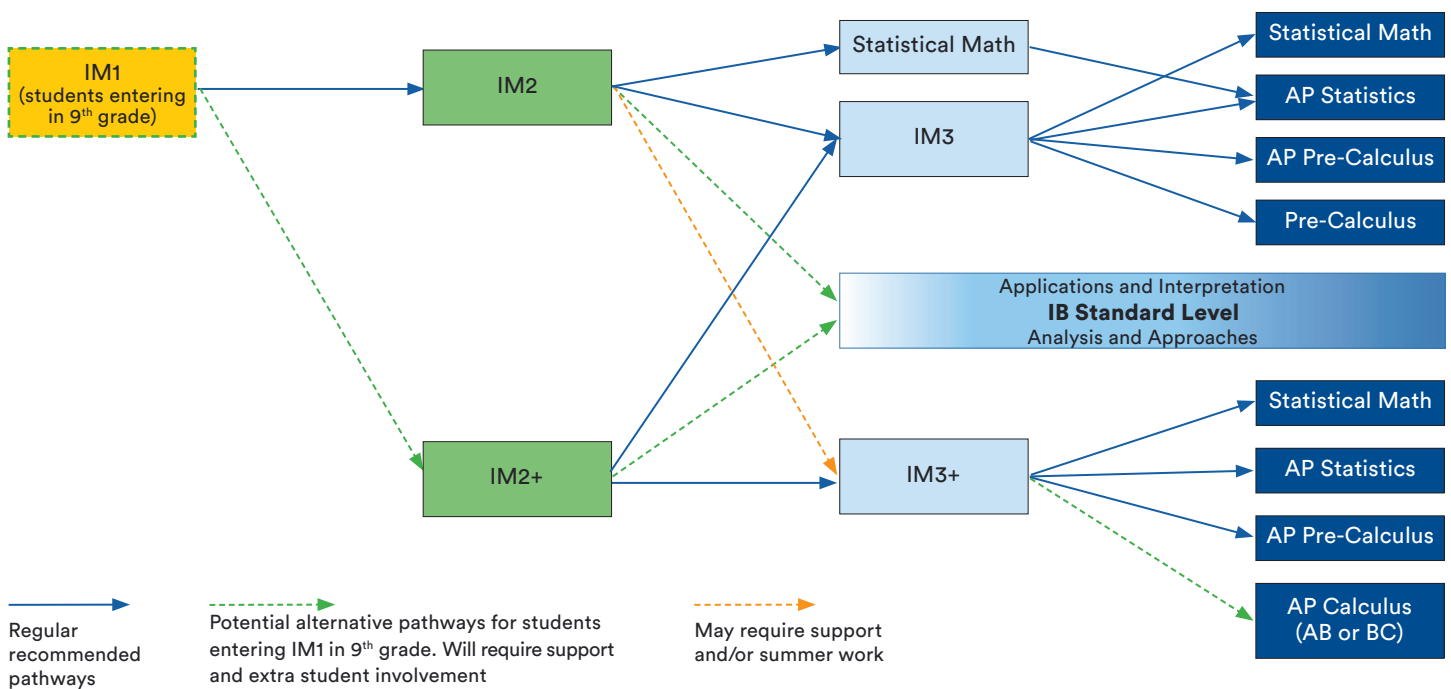 IM1
(students entering
in 9th grade)
IM2
IM2+
Statistical Math
IM3
Applications and Interpretation
IB Standard Level
Analysis and Approaches
IM3+
Statistical Math
AP Statistics
AP Pre-Calculus
Pre-Calculus
Statistical Math
AP Statistics
AP Pre-Calculus
AP Calculus
(AB or BC)
Regular
recommended
pathways
Potential alternative pathways for students
entering IM1 in 9th grade. Will require support
and extra student involvement
May require support
and/or summer work